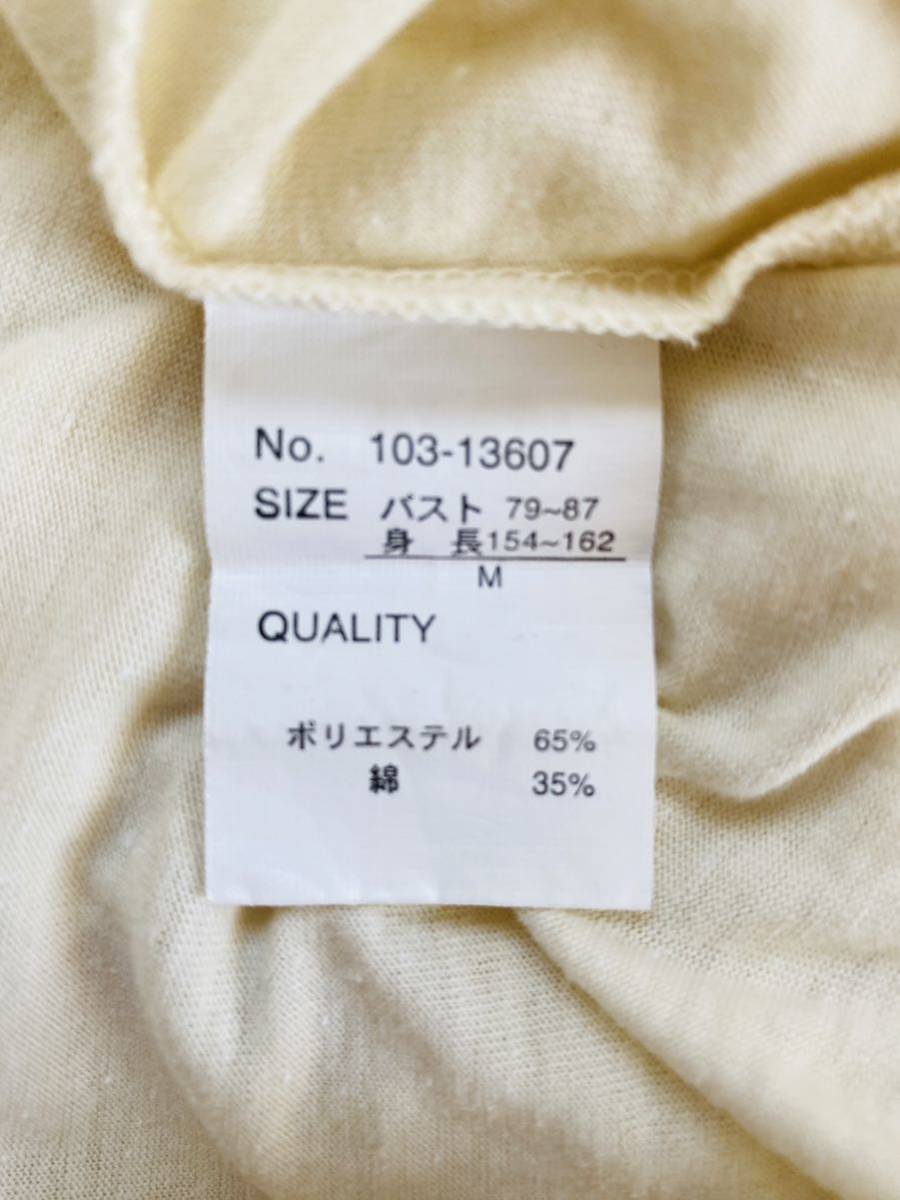 No. 103-13607
SIZE バスト 79~87
身 長154~162
M
QUALITY
ポリエステル 65%
綿 35%